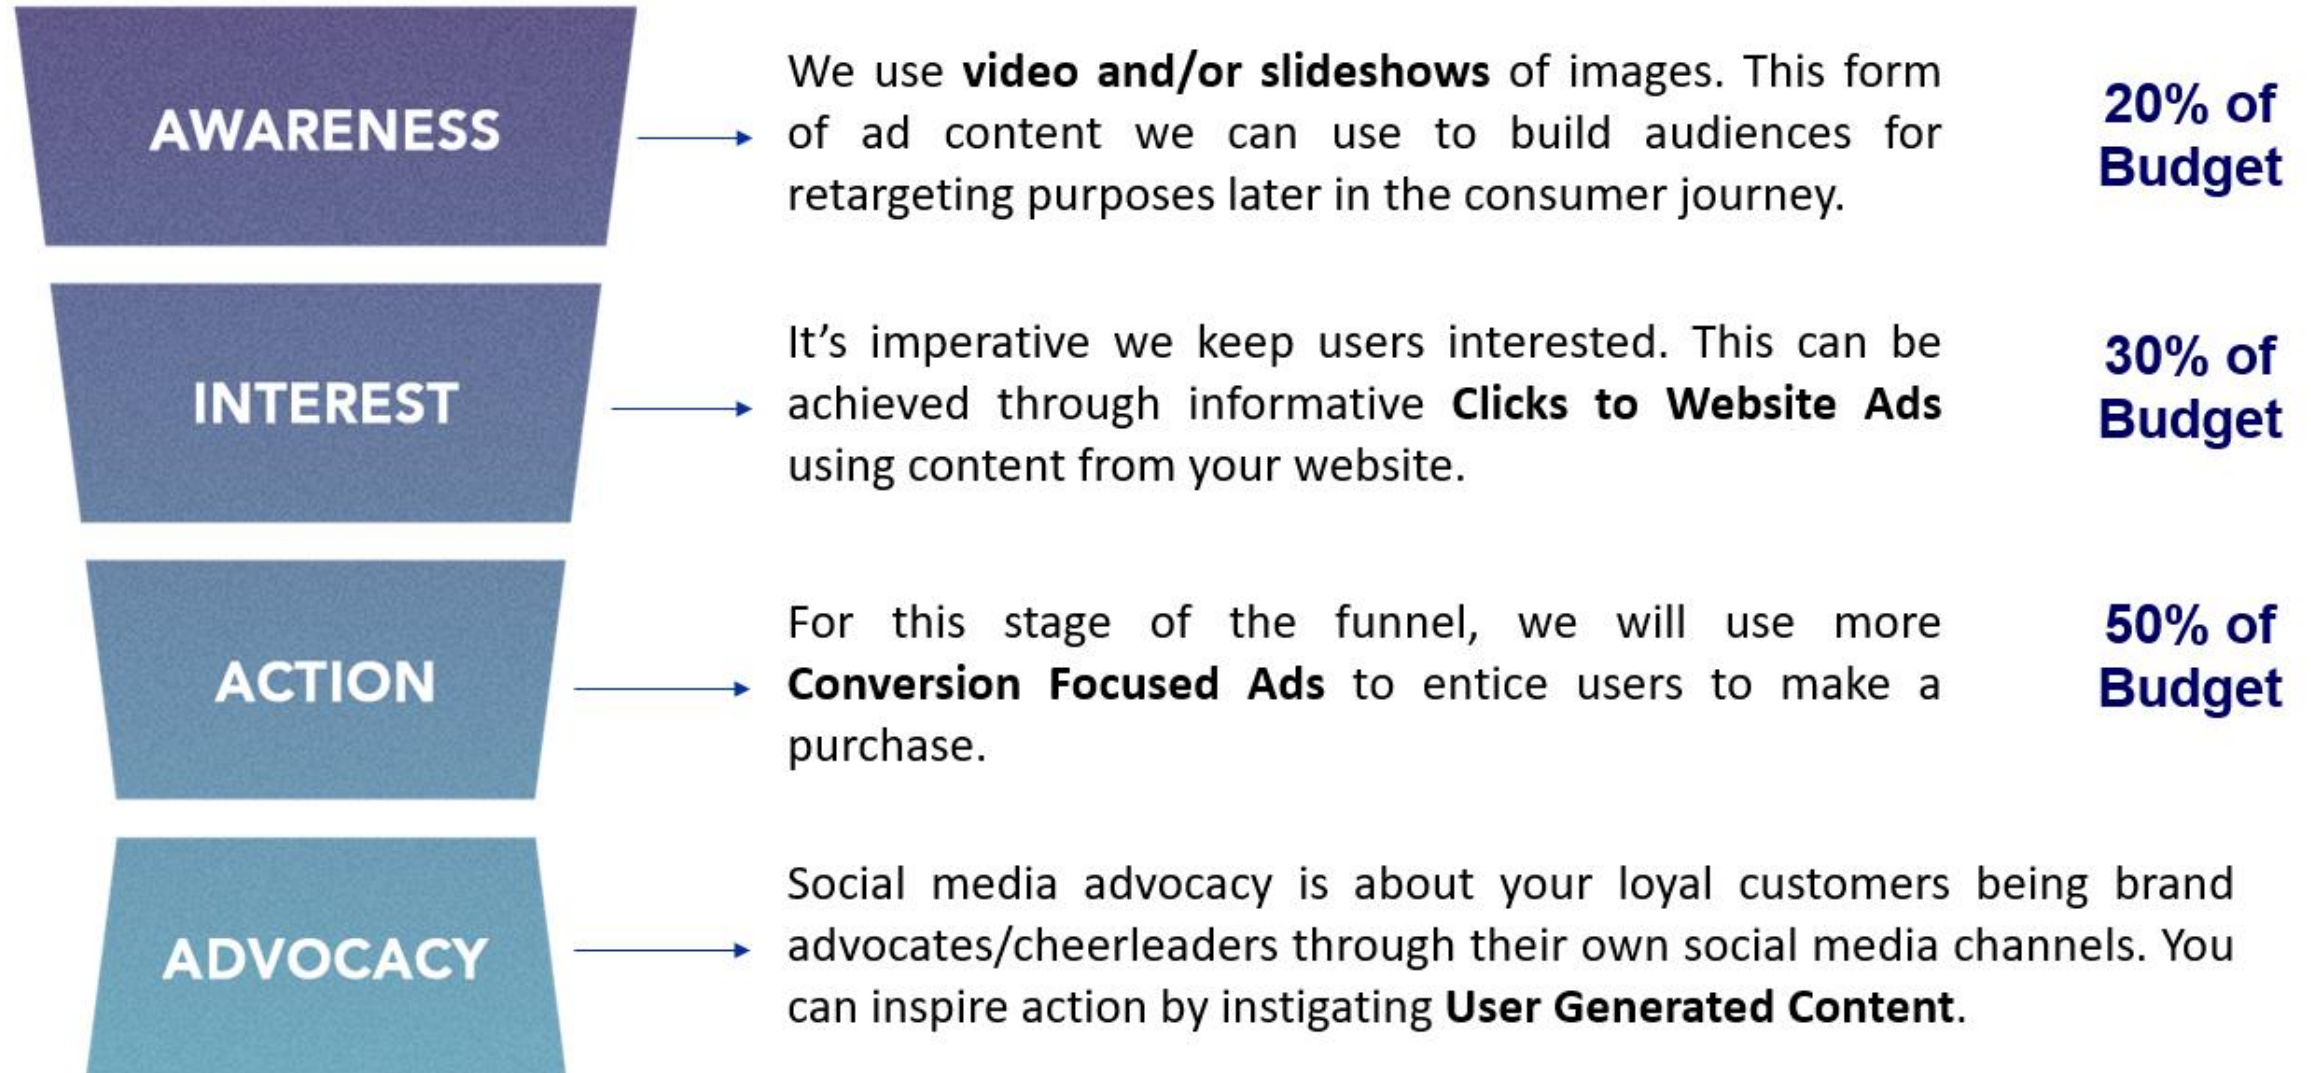 AWARENESS
We use video and/or slideshows of images. This form
of ad content we can use to build audiences for
retargeting purposes later in the consumer journey.
20% of
Budget
INTEREST
It’s imperative we keep users interested. This can be
achieved through informative Clicks to Website Ads
using content from your website.
30% of
Budget
ACTION
For this stage of the funnel, we will use more
Conversion Focused Ads to entice users to make a
purchase.
50% of
Budget
ADVOCACY
Social media advocacy is about your loyal customers being brand
advocates/cheerleaders through their own social media channels. You
can inspire action by instigating User Generated Content.